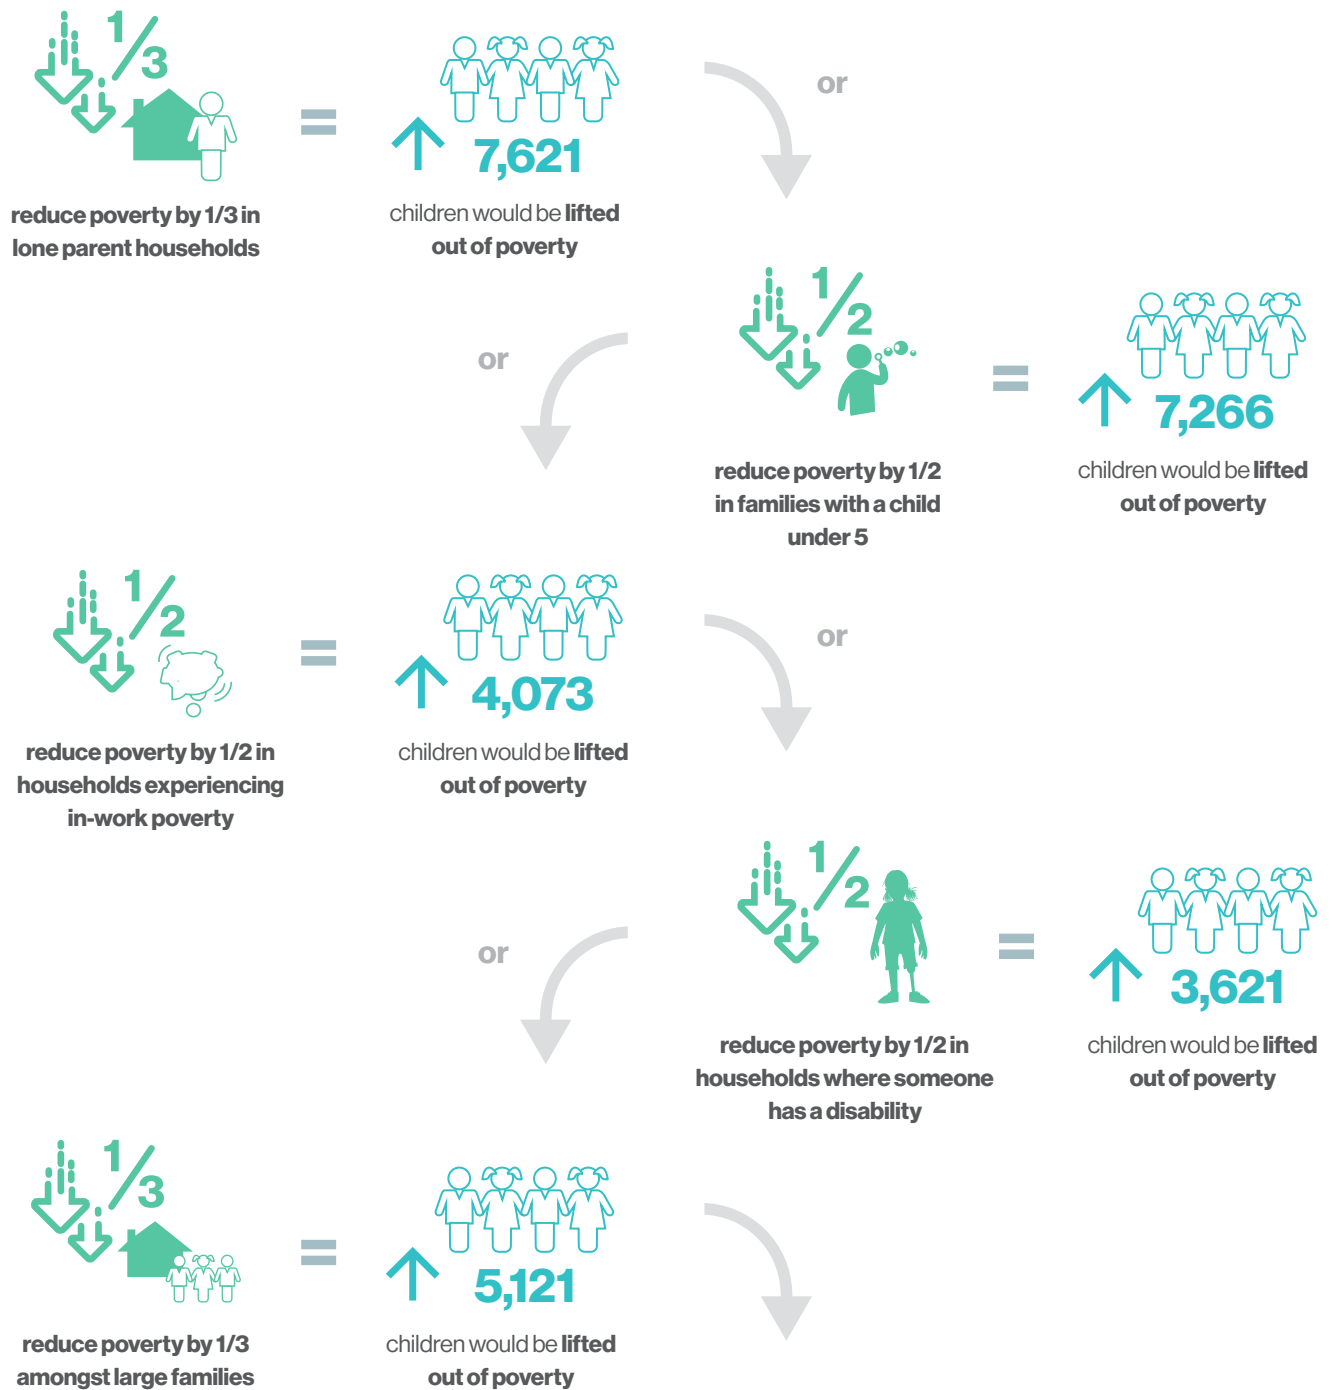 1/3
=
7,621
reduce poverty by 1/3 in
lone parent households
children would be lifted
out of poverty
or
1/2
=
7,266
reduce poverty by 1/2
in families with a child
under 5
children would be lifted
out of poverty
or
1/2
=
4,073
reduce poverty by 1/2 in
households experiencing
in-work poverty
children would be lifted
out of poverty
or
1/2
=
3,621
reduce poverty by 1/2 in
households where someone
has a disability
children would be lifted
out of poverty
or
1/3
=
5,121
reduce poverty by 1/3
amongst large families
children would be lifted
out of poverty